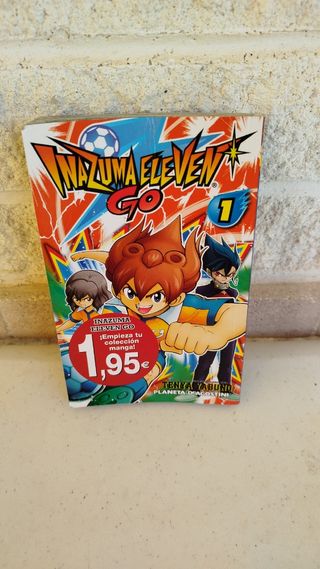 INAZUMA ELEVEN
GO
1
INAZUMA
ELEVEN GO
¡Empieza tu
colección
manga!
1,95€
TENYA YABUNO
PLANETA DEAGOSTINI